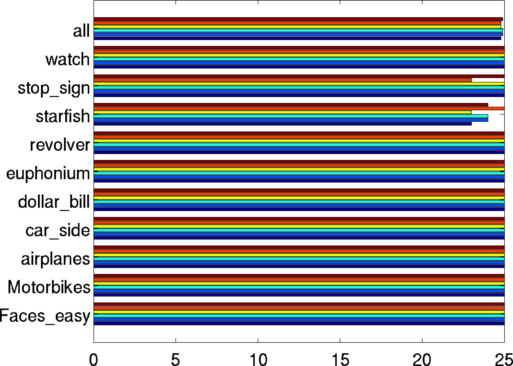 all
watch
stop_sign
starfish
revolver
euphonium
dollar_bill
car_side
airplanes
Motorbikes
Faces_easy
0 5 10 15 20 25